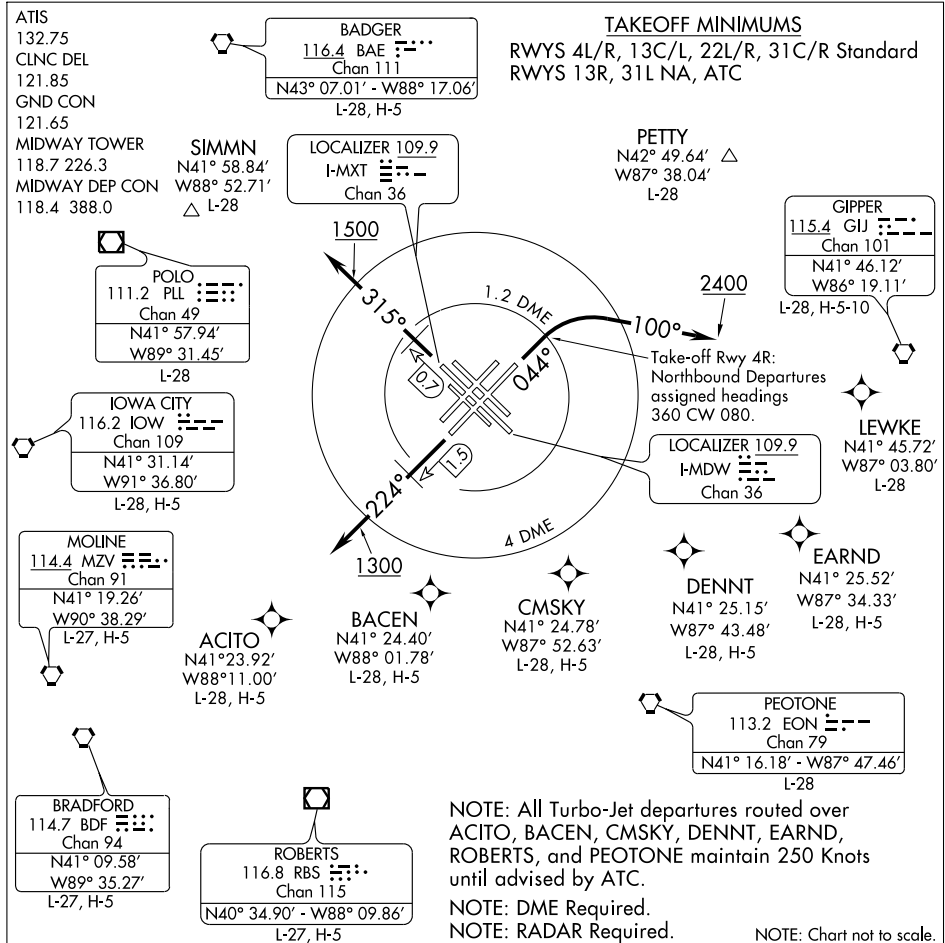 ATIS
132.75
CLNC DEL
121.85
GND CON
121.65
MIDWAY TOWER
118.7 226.3
MIDWAY DEP CON
118.4 388.0
BADGER
116.4 BAE
Chan 111
N43° 07.01' - W88° 17.06'
L-28, H-5
TAKEOFF MINIMUMS
RWYS 4L/R, 13C/L, 22L/R, 31C/R Standard
RWYS 13R, 31L NA, ATC
SIMMN
N41° 58.84'
W88° 52.71'
L-28
LOCALIZER 109.9
I-MXT
Chan 36
PETTY
N42° 49.64'
W87° 38.04'
L-28
GIPPER
115.4 GIJ
Chan 101
N41° 46.12'
W86° 19.11'
L-28, H-5-10
POLO
111.2 PLL
Chan 49
N41° 57.94'
W89° 31.45'
L-28
1500
315°
0.7
1.2 DME
044°
100°
2400
Take-off Rwy 4R:
Northbound Departures
assigned headings
360 CW 080.
IOWA CITY
116.2 IOW
Chan 109
N41° 31.14'
W91° 36.80'
L-28, H-5
LEWKE
N41° 45.72'
W87° 03.80'
L-28
LOCALIZER 109.9
I-MDW
Chan 36
1.5
224°
1300
4 DME
MOLINE
114.4 MZV
Chan 91
N41° 19.26'
W90° 38.29'
L-27, H-5
ACITO
N41°23.92'
W88°11.00'
L-28, H-5
BACEN
N41° 24.40'
W88° 01.78'
L-28, H-5
CMSKY
N41° 24.78'
W87° 52.63'
L-28, H-5
DENNT
N41° 25.15'
W87° 43.48'
L-28, H-5
EARND
N41° 25.52'
W87° 34.33'
L-28, H-5
PEOTONE
113.2 EON
Chan 79
N41° 16.18' - W87° 47.46'
L-28
BRADFORD
114.7 BDF
Chan 94
N41° 09.58'
W89° 35.27'
L-27, H-5
ROBERTS
116.8 RBS
Chan 115
N40° 34.90' - W88° 09.86'
L-27, H-5
NOTE: All Turbo-Jet departures routed over
ACITO, BACEN, CMSKY, DENNT, EARND,
ROBERTS, and PEOTONE maintain 250 Knots
until advised by ATC.
NOTE: DME Required.
NOTE: RADAR Required.
NOTE: Chart not to scale.